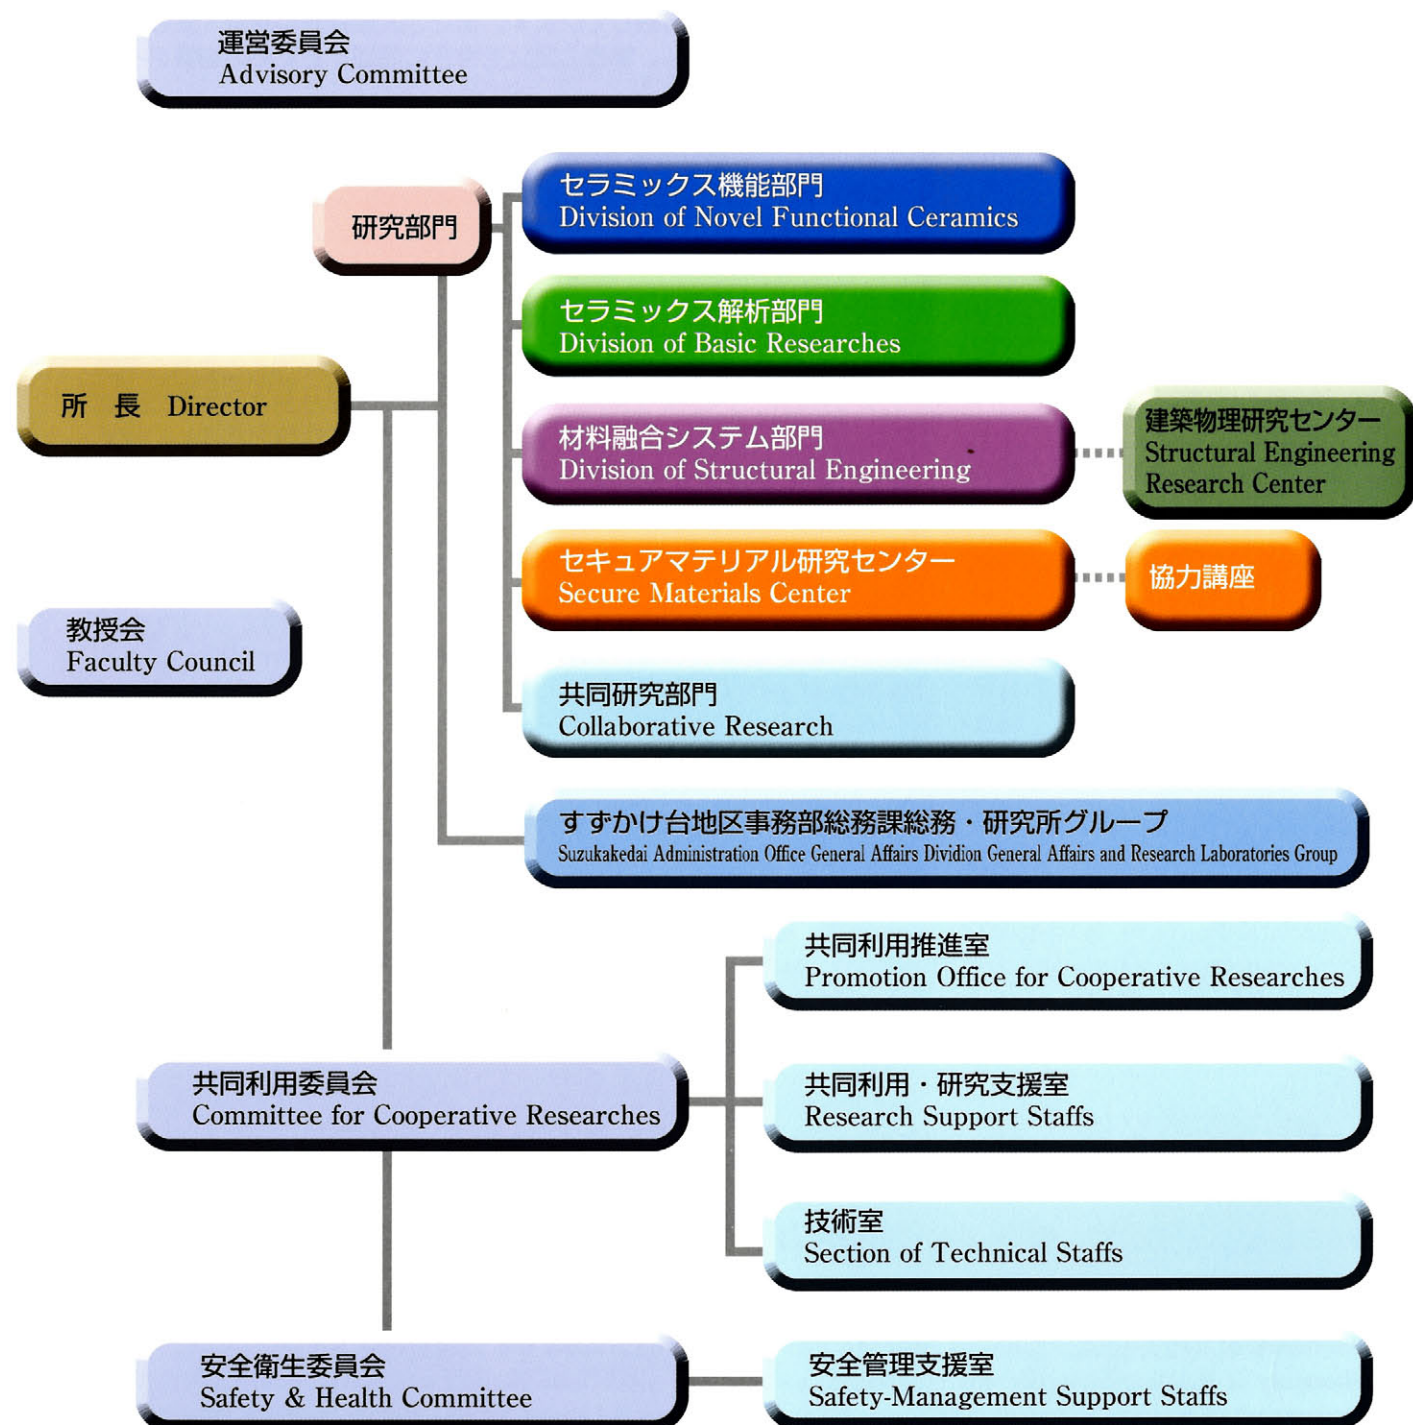 運営委員会
Advisory Committee
研究部門
セラミックス機能部門
Division of Novel Functional Ceramics
セラミックス解析部門
Division of Basic Researches
所 長 Director
材料融合システム部門
Division of Structural Engineering
建築物理研究センター
Structural Engineering
Research Center
セキュアマテリアル研究センター
Secure Materials Center
協力講座
教授会
Faculty Council
共同研究部門
Collaborative Research
すずかけ台地区事務部総務課総務・研究所グループ
Suzukakedai Administration Office General Affairs Dividion General Affairs and Research Laboratories Group
共同利用推進室
Promotion Office for Cooperative Researches
共同利用委員会
Committee for Cooperative Researches
共同利用・研究支援室
Research Support Staffs
技術室
Section of Technical Staffs
安全衛生委員会
Safety & Health Committee
安全管理支援室
Safety-Management Support Staffs